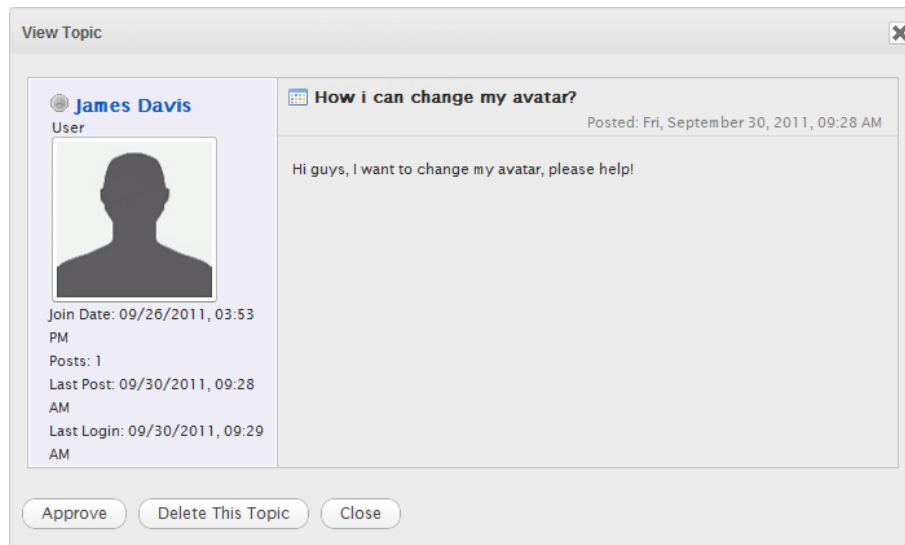 View Topic
James Davis
User
Join Date: 09/26/2011, 03:53
PM
Posts: 1
Last Post: 09/30/2011, 09:28
AM
Last Login: 09/30/2011, 09:29
AM
How i can change my avatar?
Posted: Fri, September 30, 2011, 09:28 AM
Hi guys, I want to change my avatar, please help!
Approve
Delete This Topic
Close